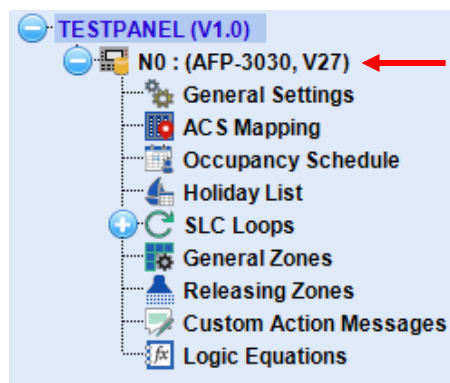 TESTPANEL (V1.0)
N0 : (AFP-3030, V27)
General Settings
ACS Mapping
Occupancy Schedule
Holiday List
SLC Loops
General Zones
Releasing Zones
Custom Action Messages
Logic Equations